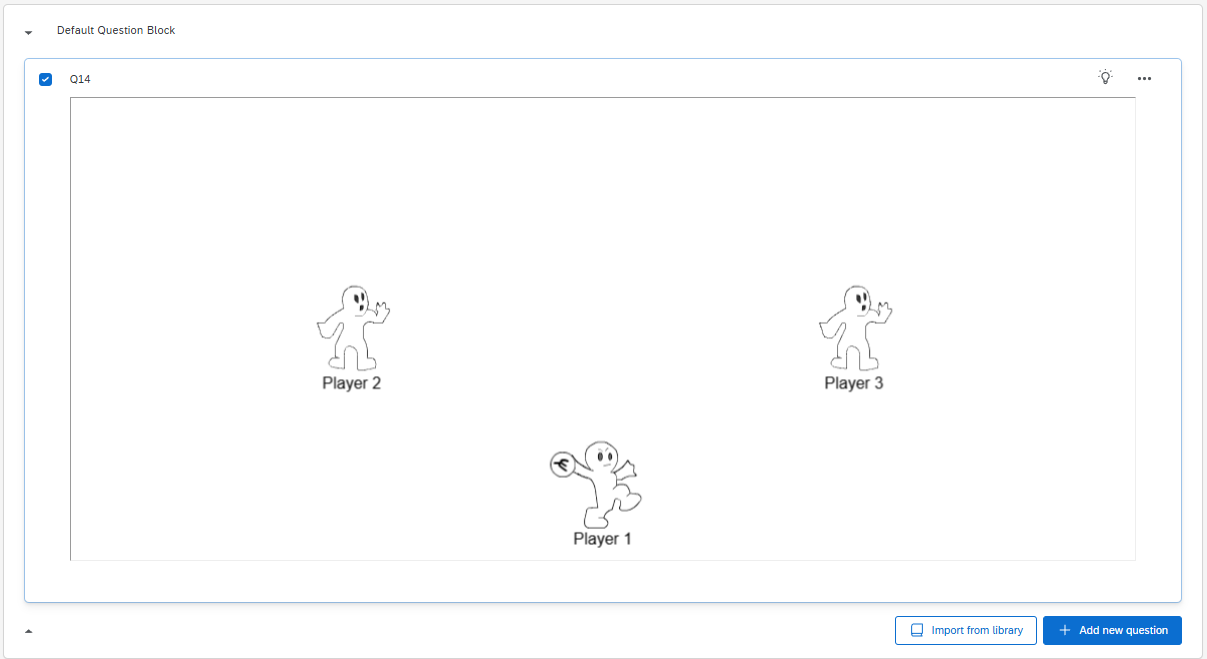 Default Question Block
Q14
Player 2
Player 3
Player 1
Import from library
Add new question